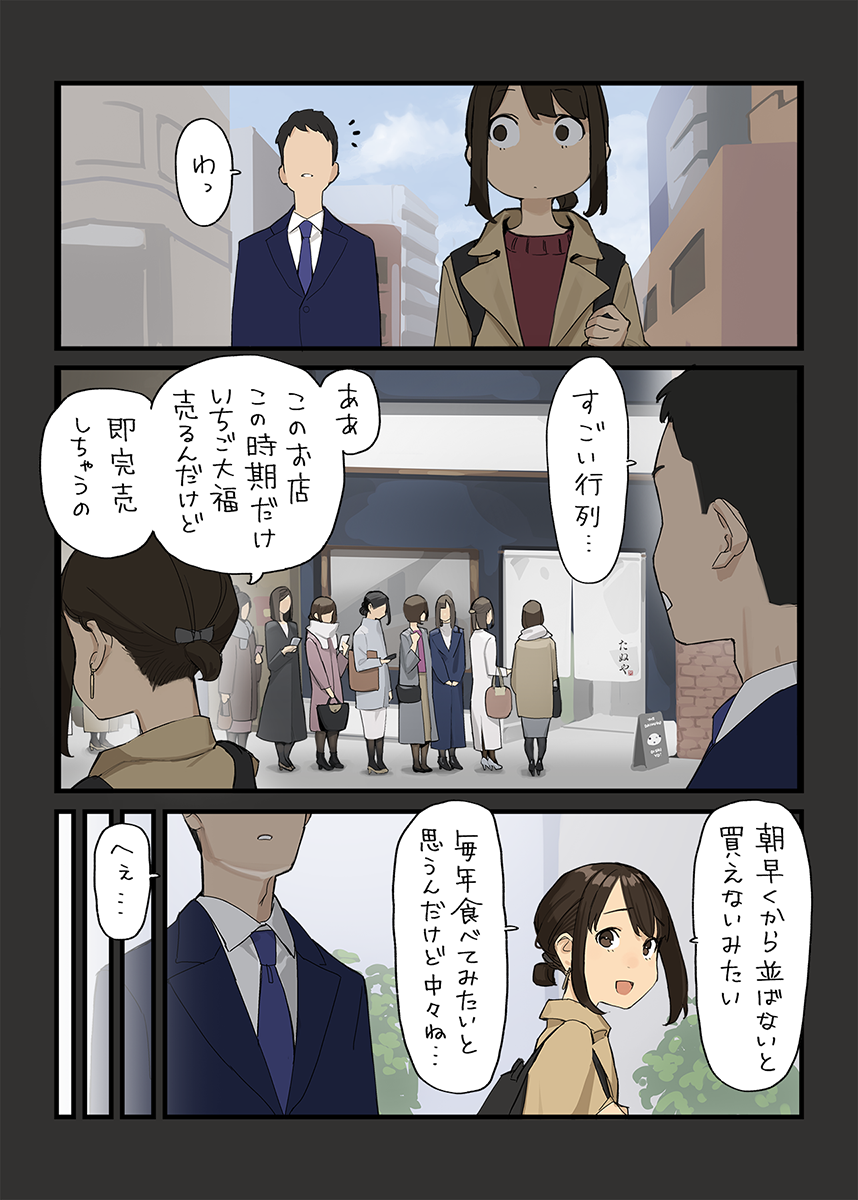 わっ
すごい行列…
ああ
このお店
この時期だけ
いちご大福
売るんだけど
即完売
しちゃうの
たぬや
朝早くから並ばないと
買えないみたい
毎年食べてみたいと
思うんだけど中々ね…
へぇ…